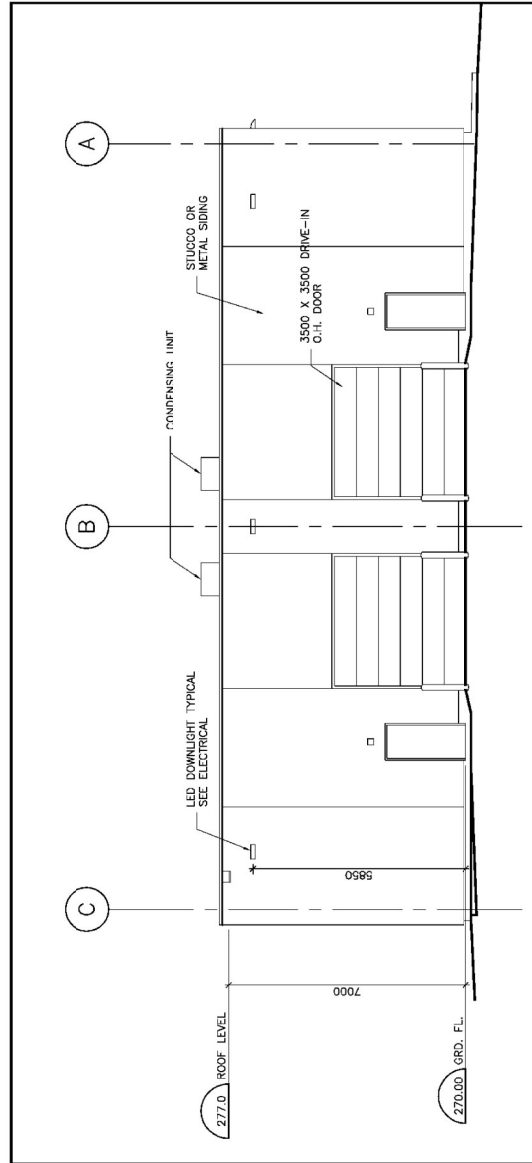 C
B
A
LED DOWNLIGHT TYPICAL
SEE ELECTRICAL
CONDENSING UNIT
STUCCO OR
METAL SIDING
3500 X 3500 DRIVE-IN
O.H. DOOR
277.0 ROOF LEVEL
7000
5850
270.00 GRD. FL.